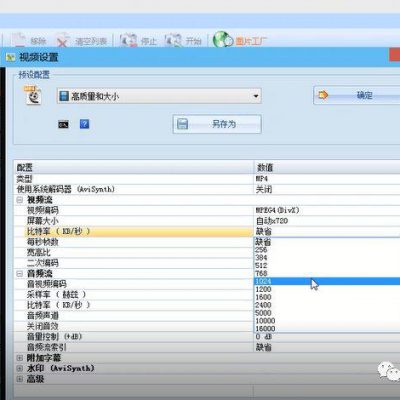 移除 清空列表 停止 开始 图片工厂
视频设置
预设配置
高质量和大小
确定
另存为
配置 数值
类型 MP4
使用系统解码器 (AviSynth) 关闭
视频流
视频编码 MPEG4(DivX)
屏幕大小 自动x720
比特率 ( KB/秒 ) 缺省
每秒帧数 缺省
256
宽高比
384
二次编码 512
音频流 768
音视频编码 1024
采样率 ( 赫兹 ) 1200
1600
比特率 ( KB/秒 ) 2400
音频声道 5000
关闭音效 10000
16000
音量控制 (+dB) 0 dB
音频流索引 缺省
附加字幕
水印 (AviSynth)
高级